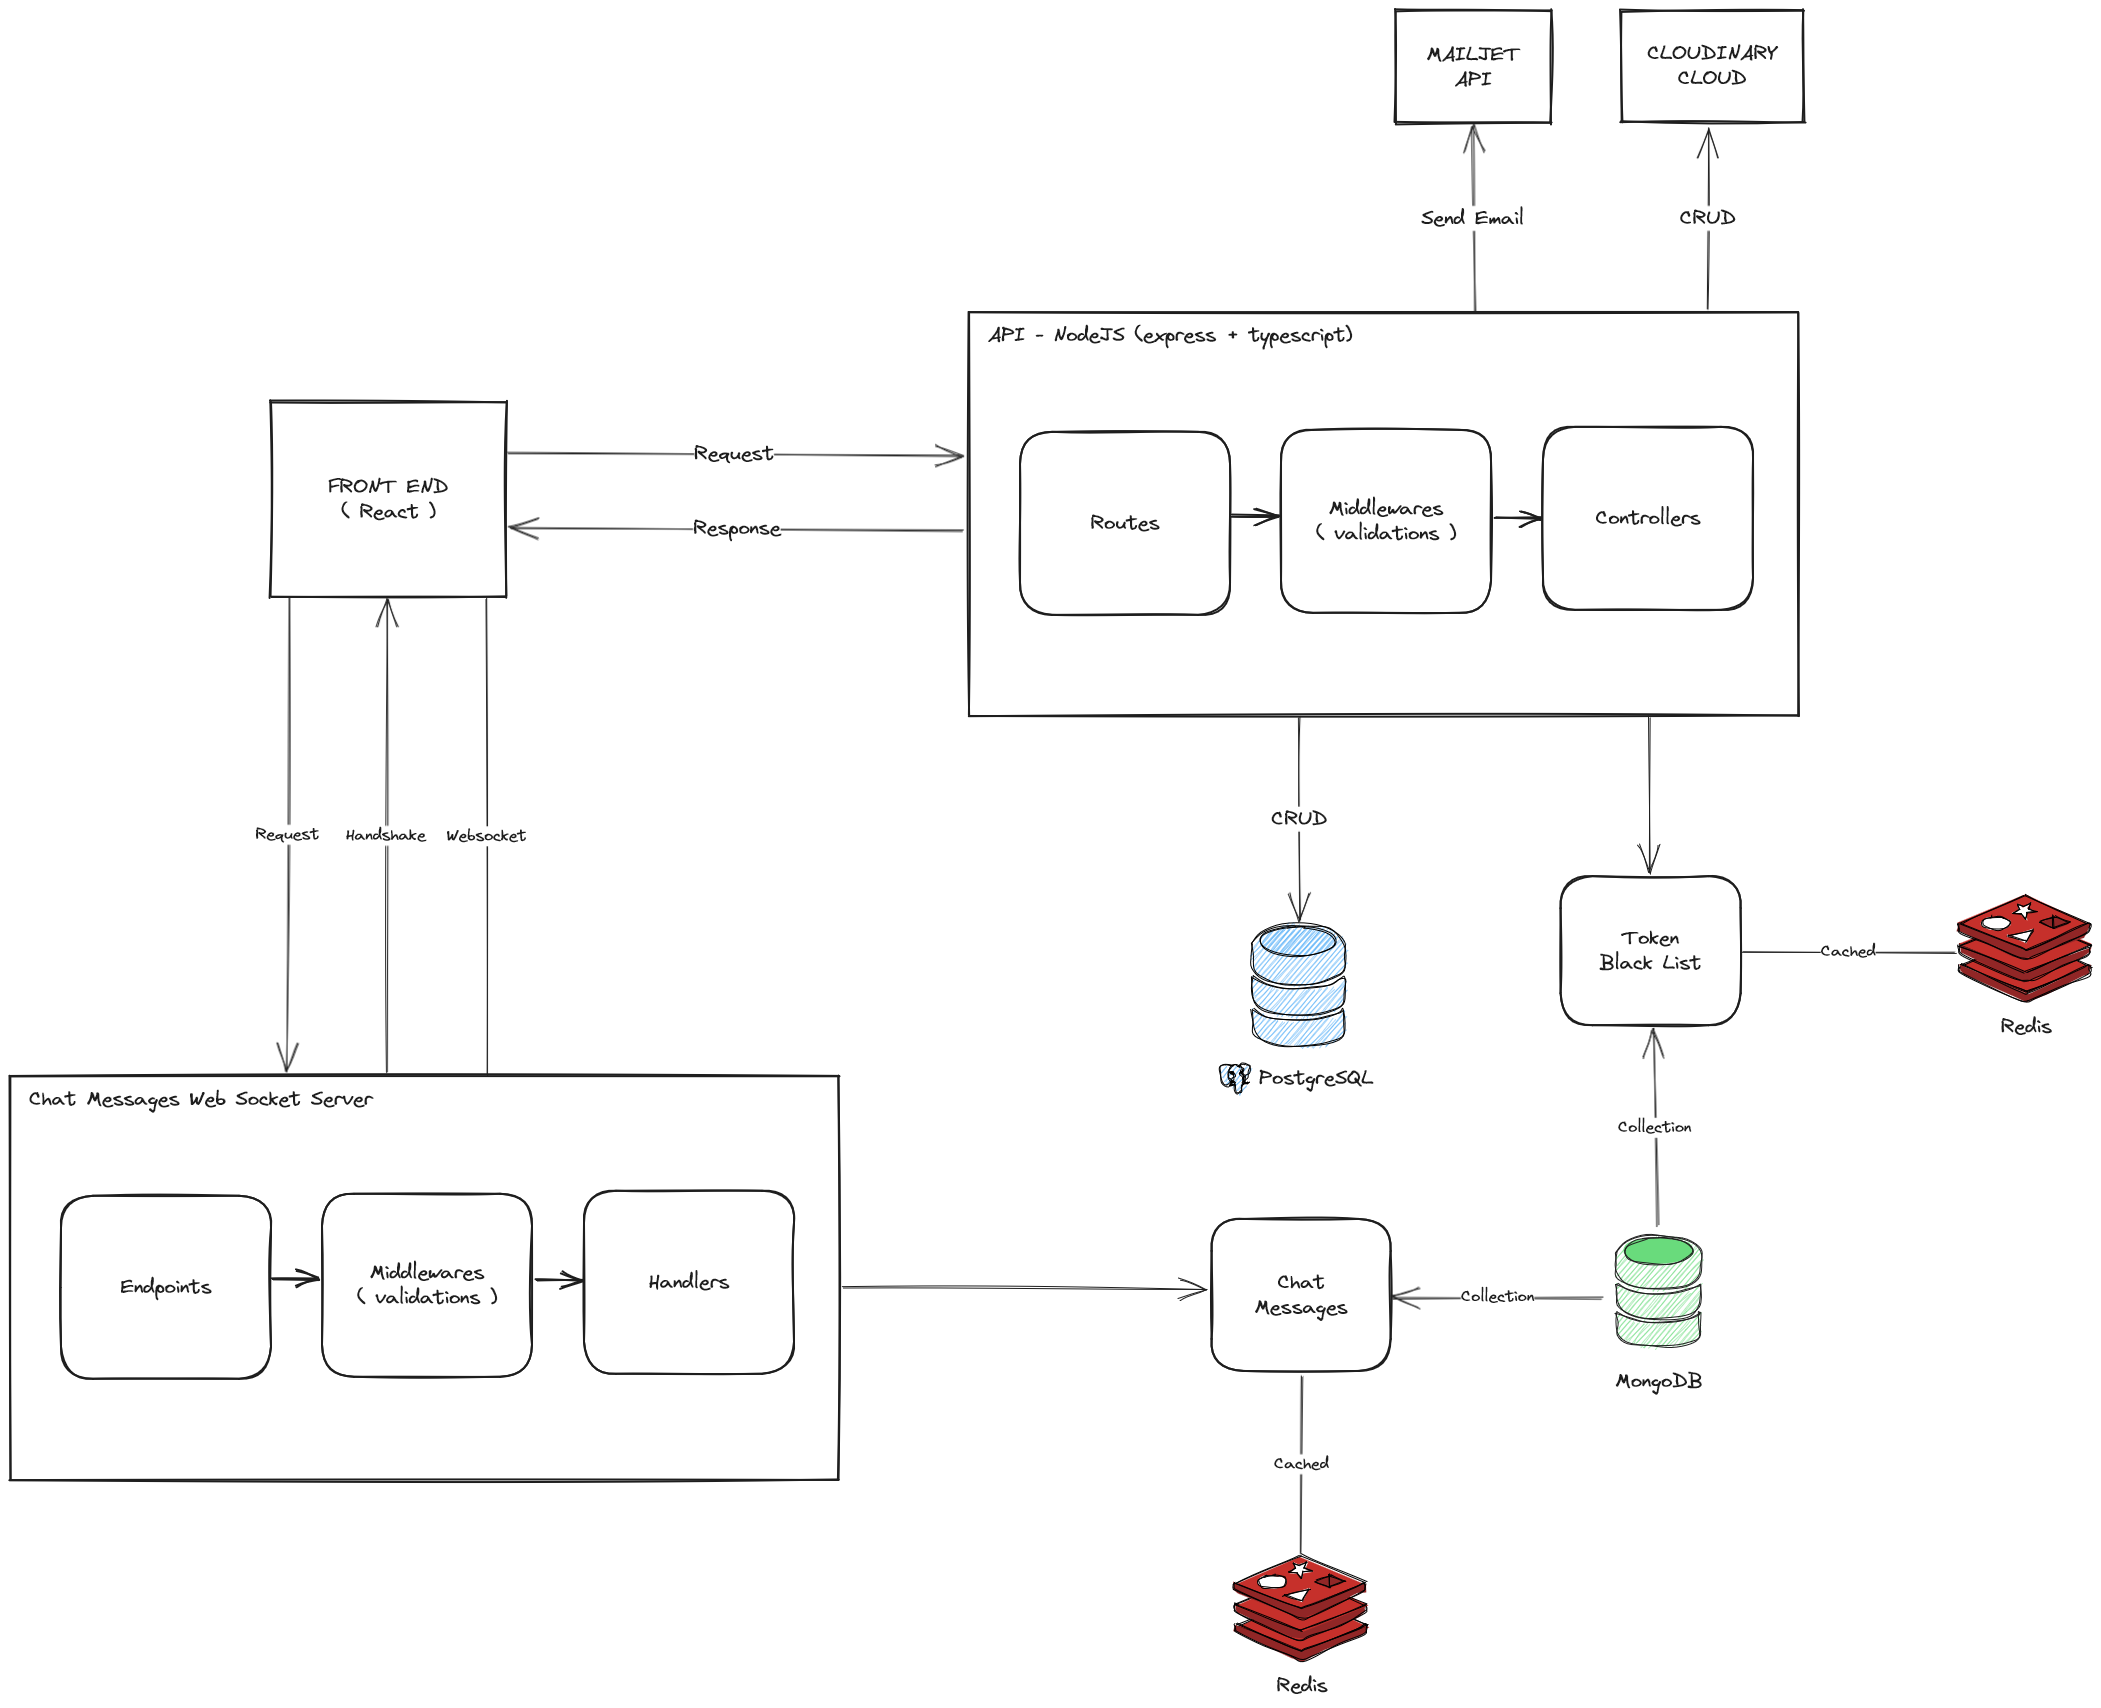 MAILJET
API
CLOUDINARY
CLOUD
Send Email
CRUD
API - NodeJS (express + typescript)
Routes
Middlewares
( validations )
Controllers
FRONT END
( React )
Request
Response
Request
Handshake
Websocket
CRUD
PostgreSQL
Token
Black List
Cached
Redis
Collection
Chat Messages Web Socket Server
Endpoints
Middlewares
( validations )
Handlers
Chat
Messages
Collection
MongoDB
Cached
Redis